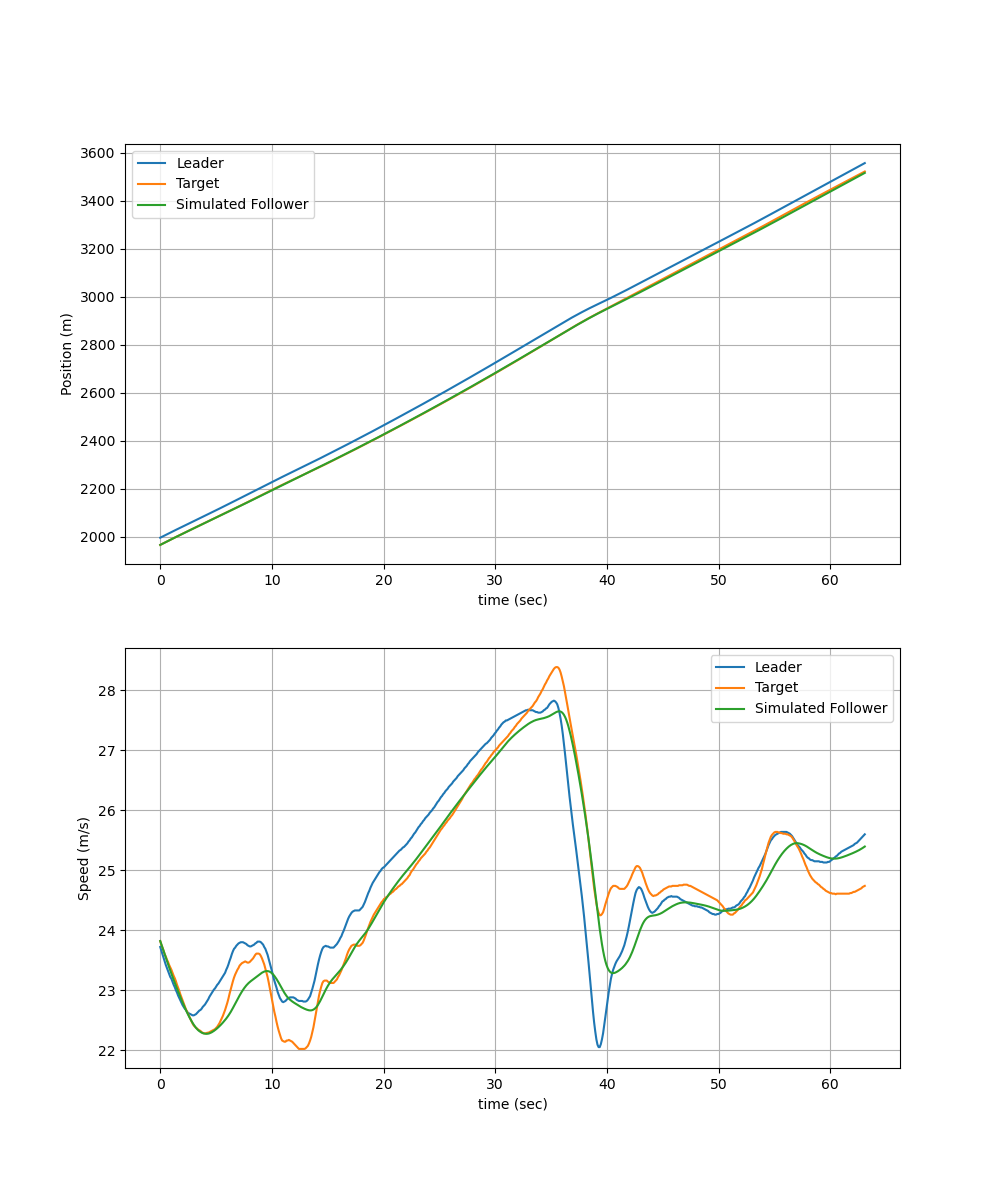 3600
3400
3200
3000
2800
2600
2400
2200
2000
Position (m)
Leader
Target
Simulated Follower
0 10 20 30 40 50 60
time (sec)
28
27
26
25
24
23
22
Speed (m/s)
Leader
Target
Simulated Follower
0 10 20 30 40 50 60
time (sec)